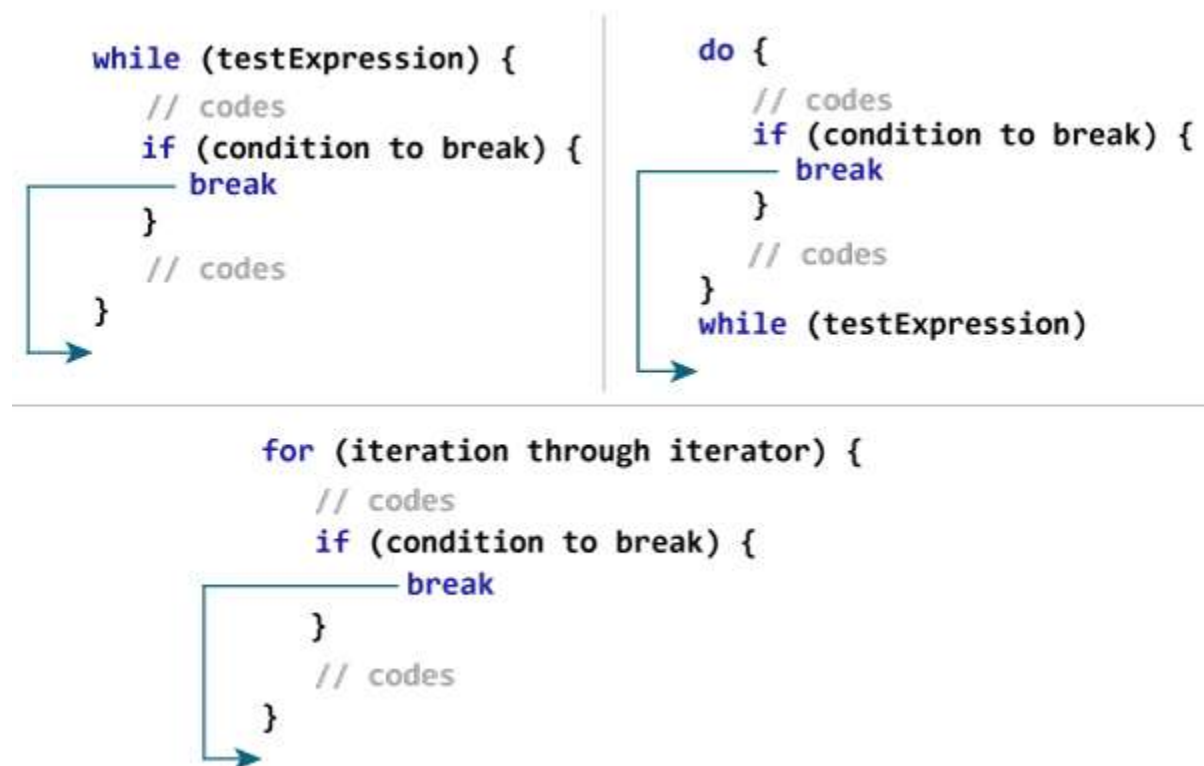 while (testExpression) {
// codes
if (condition to break) {
break
}
// codes
}
do {
// codes
if (condition to break) {
break
}
// codes
}
while (testExpression)
for (iteration through iterator) {
// codes
if (condition to break) {
break
}
// codes
}